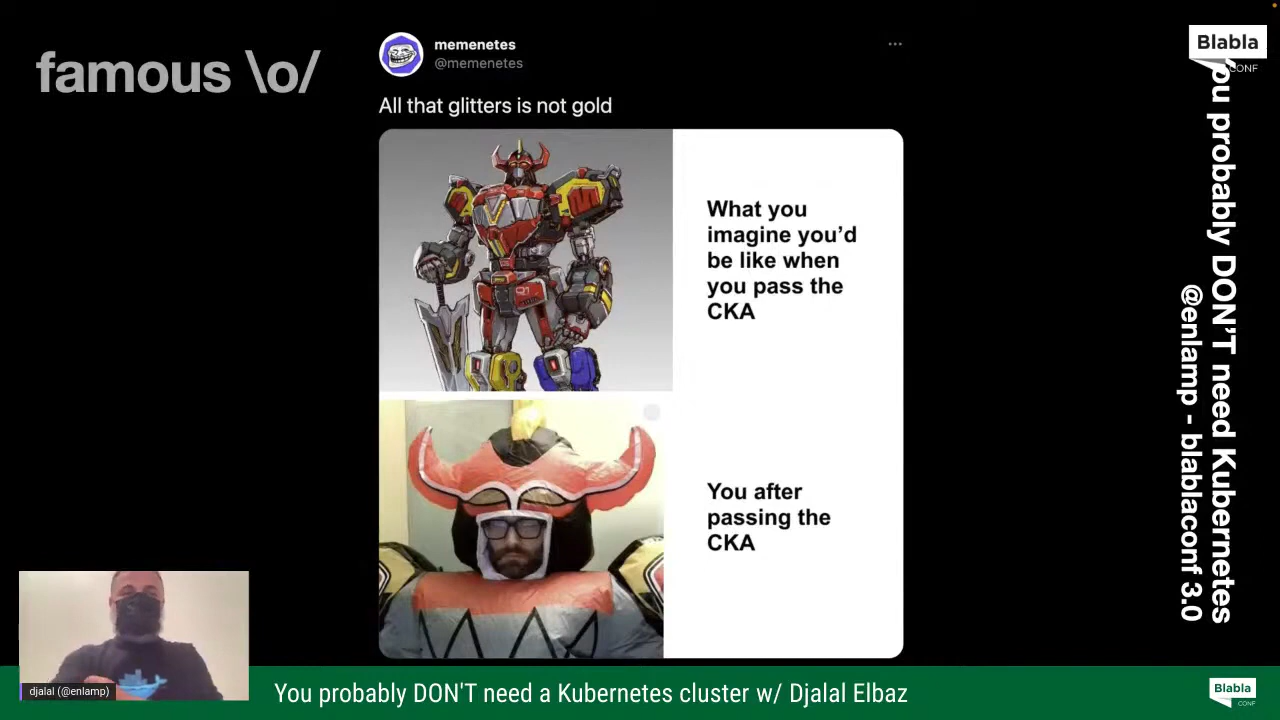 famous \o/
memenetes
@memenetes
All that glitters is not gold
What you
imagine you'd
be like when
you pass the
CKA
You after
passing the
CKA
Blabla
CONF
You probably DON'T need Kubernetes
@enlamp - blablaconf 3.0
djalal (@enlamp)
You probably DON'T need a Kubernetes cluster w/ Djalal Elbaz
Blabla
CONF